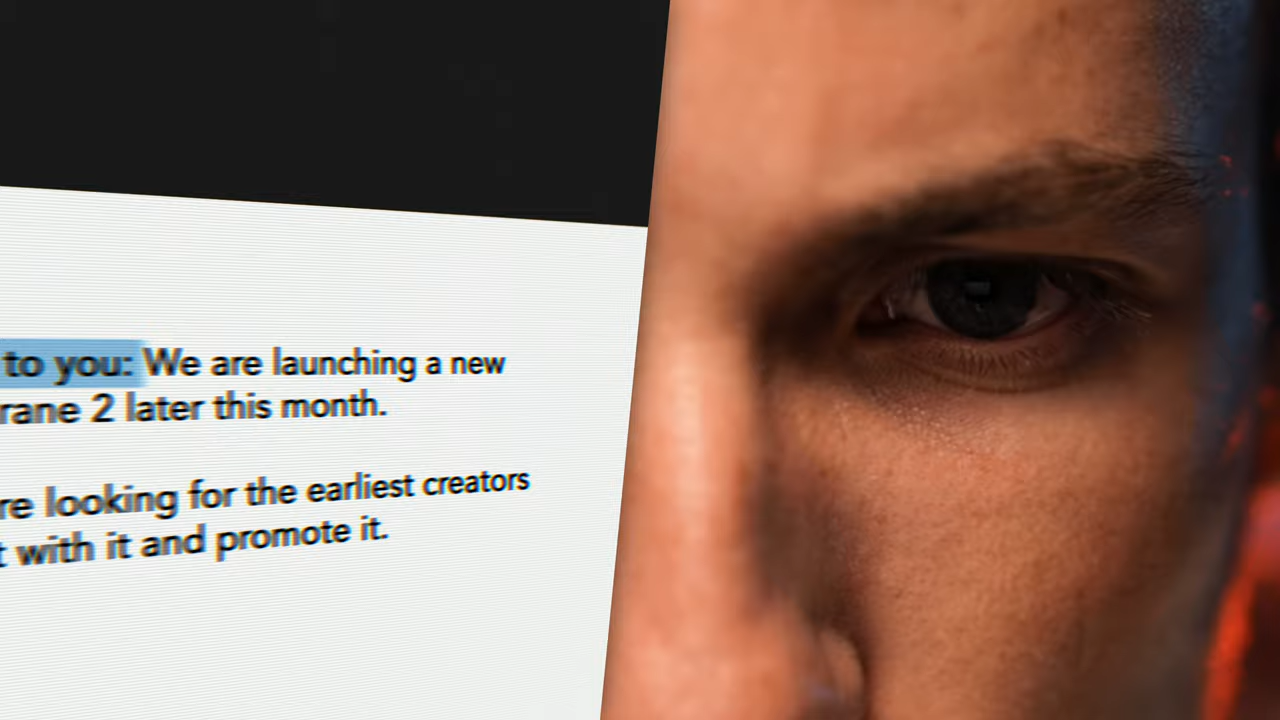 to you: We are launching a new
rane 2 later this month.
re looking for the earliest creators
t with it and promote it.